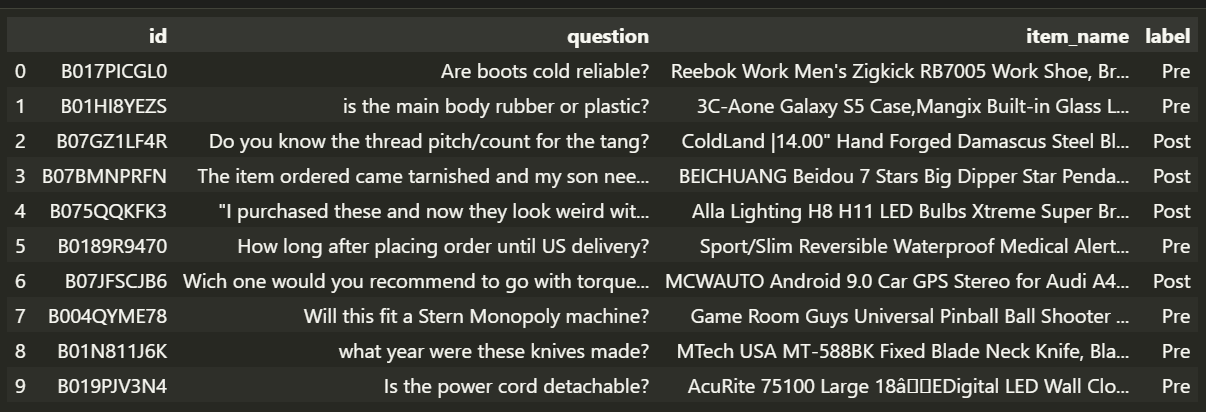 id question item_name label
0 B017PICGL0 Are boots cold reliable? Reebok Work Men's Zigkick RB7005 Work Shoe, Br... Pre
1 B01HI8YEZS is the main body rubber or plastic? 3C-Aone Galaxy S5 Case,Mangix Built-in Glass L... Pre
2 B07GZ1LF4R Do you know the thread pitch/count for the tang? ColdLand |14.00" Hand Forged Damascus Steel Bl... Post
3 B07BMNPRFN The item ordered came tarnished and my son nee... BEICHUANG Beidou 7 Stars Big Dipper Star Penda... Post
4 B075QQKFK3 "I purchased these and now they look weird wit... Alla Lighting H8 H11 LED Bulbs Xtreme Super Br... Post
5 B0189R9470 How long after placing order until US delivery? Sport/Slim Reversible Waterproof Medical Alert... Pre
6 B07JFSCJB6 Wich one would you recommend to go with torque... MCWAUTO Android 9.0 Car GPS Stereo for Audi A4... Post
7 B004QYME78 Will this fit a Stern Monopoly machine? Game Room Guys Universal Pinball Ball Shooter ... Pre
8 B01N811J6K what year were these knives made? MTech USA MT-588BK Fixed Blade Neck Knife, Bla... Pre
9 B019PJV3N4 Is the power cord detachable? AcuRite 75100 Large 18â▯▯EDigital LED Wall Clo... Pre